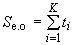 S_{e.o} = \sum_{i=1}^{K} t_i